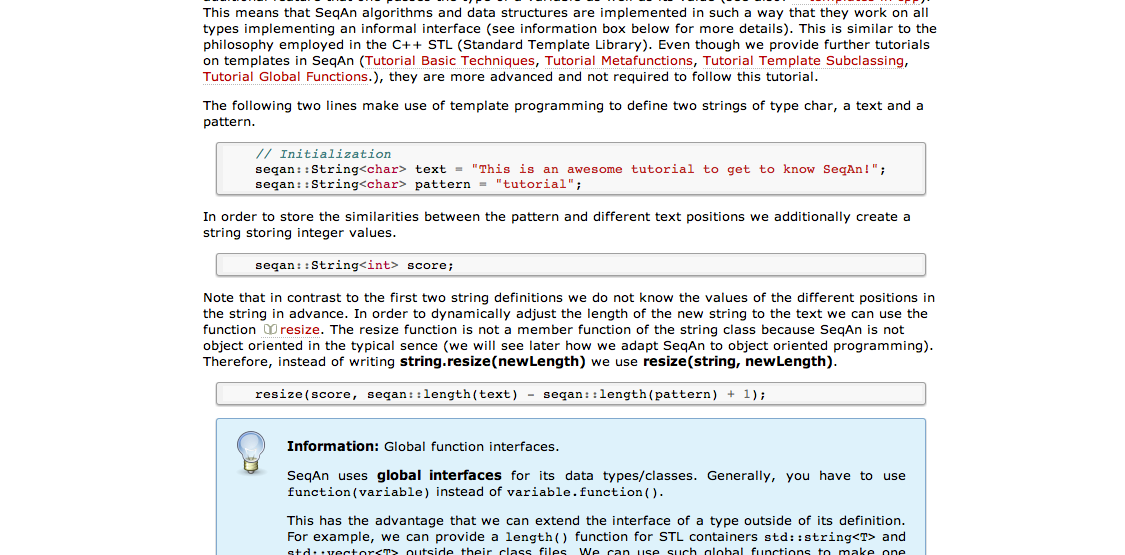 This means that SeqAn algorithms and data structures are implemented in such a way that they work on all
types implementing an informal interface (see information box below for more details). This is similar to the
philosophy employed in the C++ STL (Standard Template Library). Even though we provide further tutorials
on templates in SeqAn (Tutorial Basic Techniques, Tutorial Metafunctions, Tutorial Template Subclassing,
Tutorial Global Functions.), they are more advanced and not required to follow this tutorial.
The following two lines make use of template programming to define two strings of type char, a text and a
pattern.
// Initialization
seqan::String<char> text = "This is an awesome tutorial to get to know SeqAn!";
seqan::String<char> pattern = "tutorial";
In order to store the similarities between the pattern and different text positions we additionally create a
string storing integer values.
seqan::String<int> score;
Note that in contrast to the first two string definitions we do not know the values of the different positions in
the string in advance. In order to dynamically adjust the length of the new string to the text we can use the
function resize. The resize function is not a member function of the string class because SeqAn is not
object oriented in the typical sence (we will see later how we adapt SeqAn to object oriented programming).
Therefore, instead of writing string.resize(newLength) we use resize(string, newLength).
resize(score, seqan::length(text) - seqan::length(pattern) + 1);
Information: Global function interfaces.
SeqAn uses global interfaces for its data types/classes. Generally, you have to use
function(variable) instead of variable.function().
This has the advantage that we can extend the interface of a type outside of its definition.
For example, we can provide a length() function for STL containers std::string<T> and
std::vector<T> outside their class files. We can use such global functions to make one